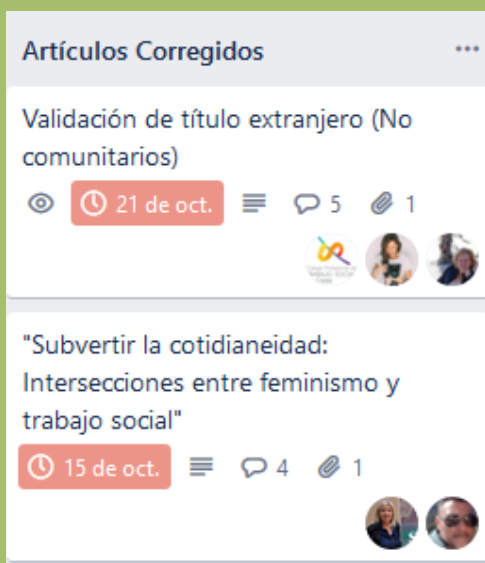 Artículos Corregidos
Validación de título extranjero (No
comunitarios)
21 de oct.
5
1
"Subvertir la cotidianeidad:
Intersecciones entre feminismo y
trabajo social"
15 de oct.
4
1